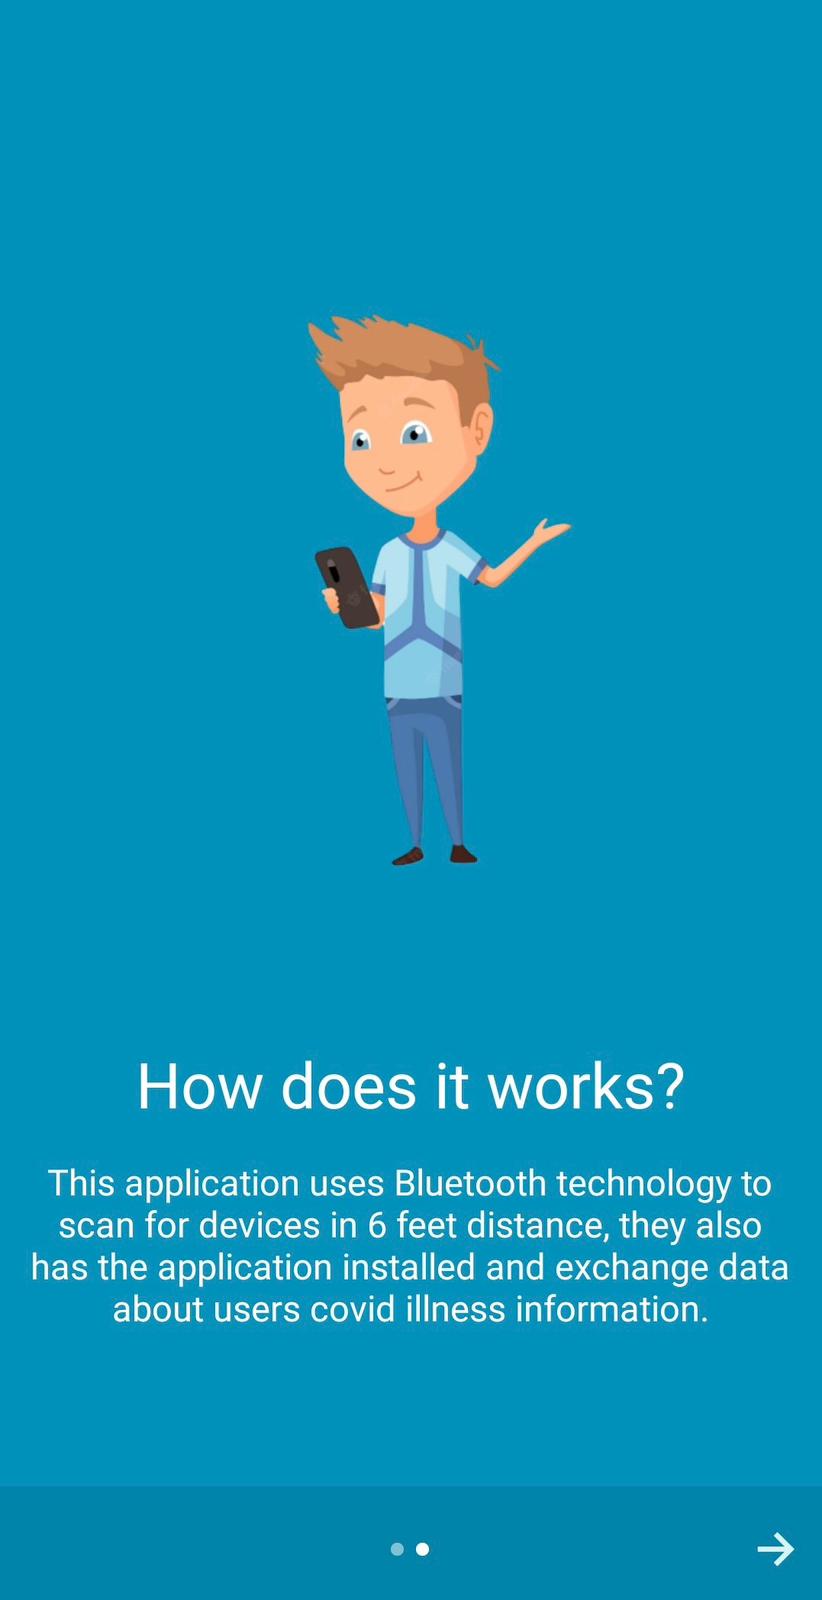 How does it works?
This application uses Bluetooth technology to
scan for devices in 6 feet distance, they also
has the application installed and exchange data
about users covid illness information.